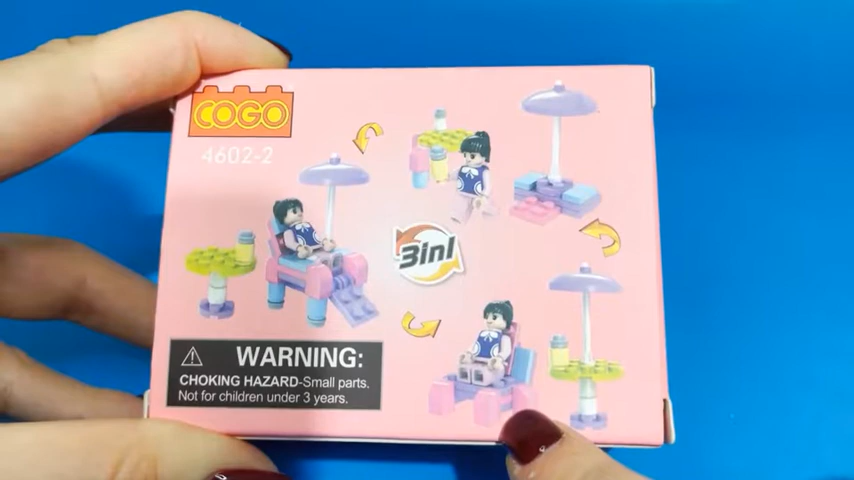 COGO
4602-2
3in1
WARNING:
CHOKING HAZARD-Small parts.
Not for children under 3 years.